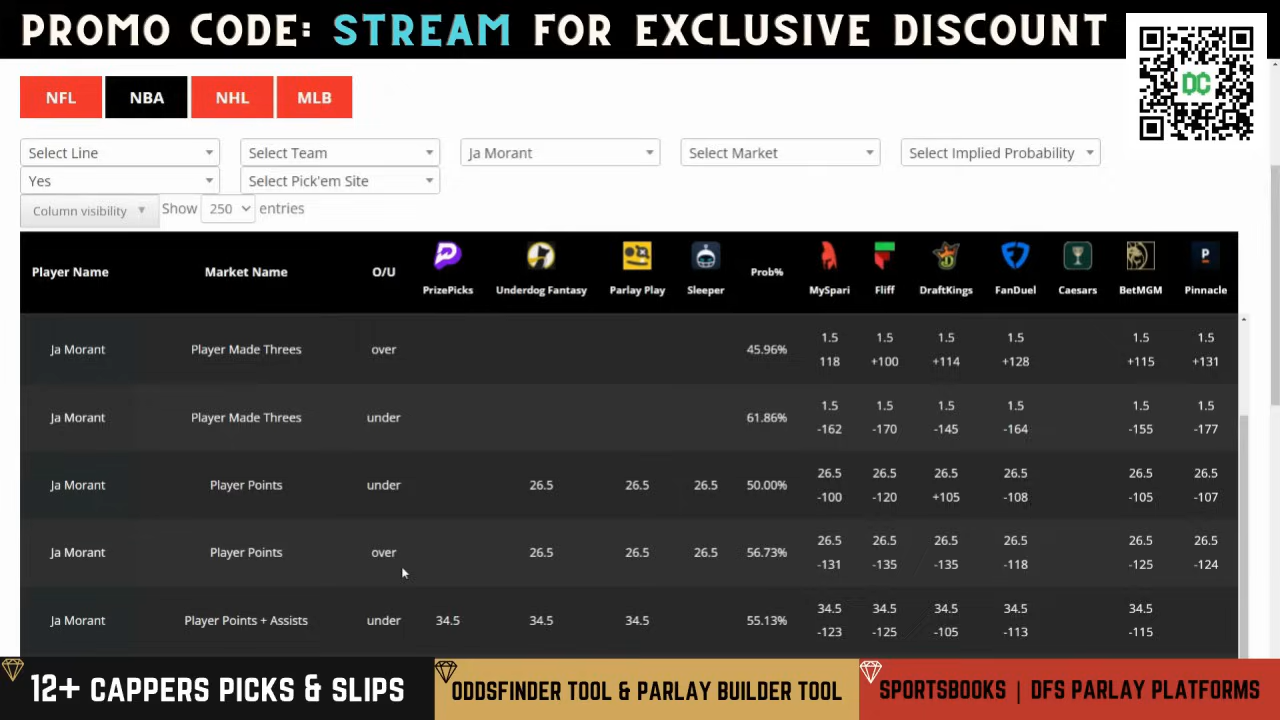 PROMO CODE: STREAM FOR EXCLUSIVE DISCOUNT
DC
NFL NBA NHL MLB
Select Line Select Team Ja Morant Select Market Select Implied Probability
Yes Select Pick'em Site
Column visibility Show 250 entries
Player Name Market Name O/U PrizePicks Underdog Fantasy Parlay Play Sleeper Prob% MySpari Fliff DraftKings FanDuel Caesars BetMGM Pinnacle
1.5 1.5 1.5 1.5 1.5 1.5
Ja Morant Player Made Threes over 45.96%
118 +100 +114 +128 +115 +131
1.5 1.5 1.5 1.5 1.5 1.5
Ja Morant Player Made Threes under 61.86%
-162 -170 -145 -164 -155 -177
26.5 26.5 26.5 26.5 26.5 26.5
Ja Morant Player Points under 26.5 26.5 26.5 50.00%
-100 -120 +105 -108 -105 -107
26.5 26.5 26.5 26.5 26.5 26.5
Ja Morant Player Points over 26.5 26.5 26.5 56.73%
-131 -135 -135 -118 -125 -124
34.5 34.5 34.5 34.5 34.5
Ja Morant Player Points + Assists under 34.5 34.5 34.5 55.13%
-123 -125 -105 -113 -115
12+ CAPPERS PICKS & SLIPS ODDSFINDER TOOL & PARLAY BUILDER TOOL SPORTSBOOKS | DFS PARLAY PLATFORMS